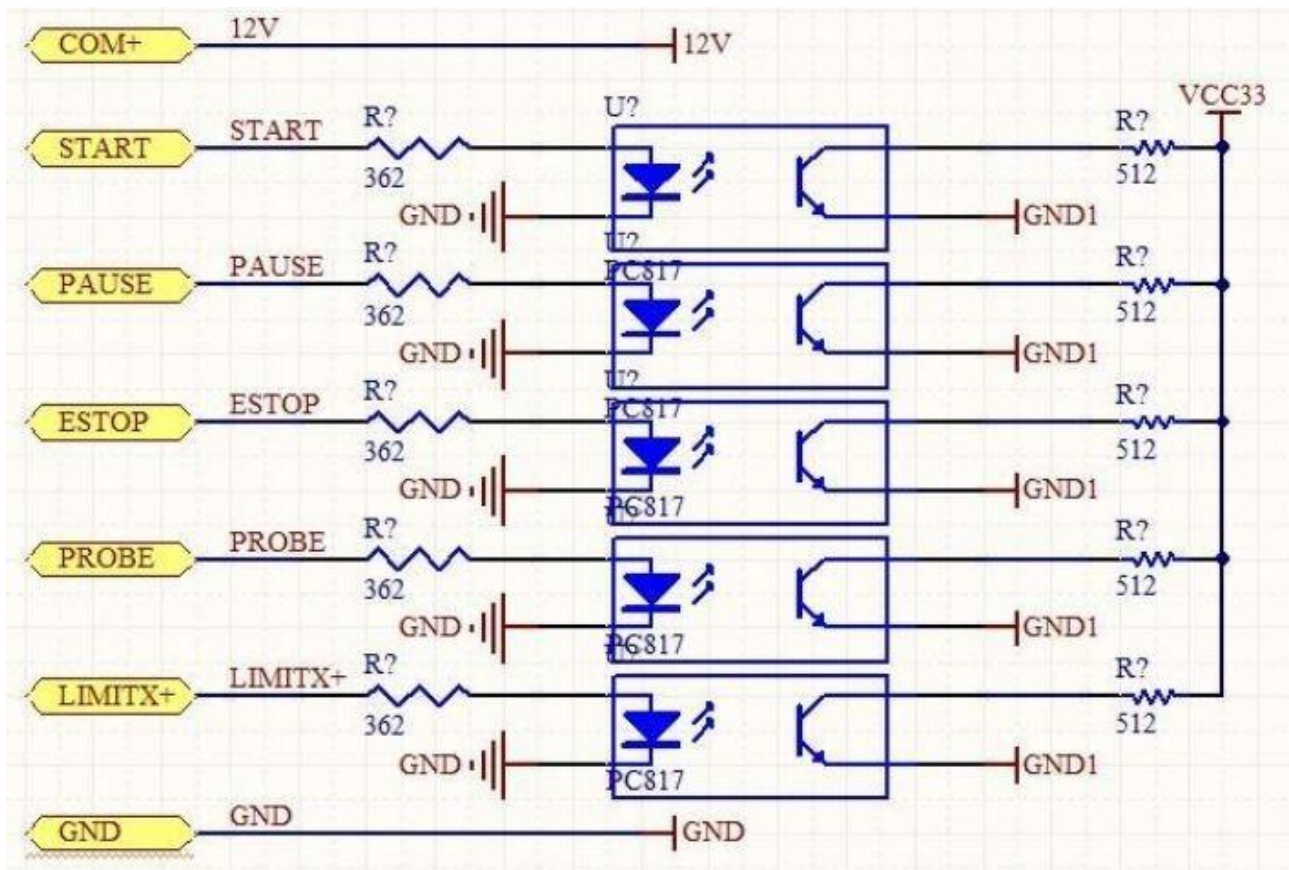 COM+ 12V 12V
VCC33
U?
START START R? R?
362 512
GND GND1
U?
PC817
PAUSE PAUSE R? R?
362 512
GND GND1
U?
PC817
ESTOP ESTOP R? R?
362 512
GND GND1
PC817
PROBE PROBE R? R?
362 512
GND GND1
PC817
LIMITX+ LIMITX+ R? R?
362 512
GND GND1
PC817
GND GND GND